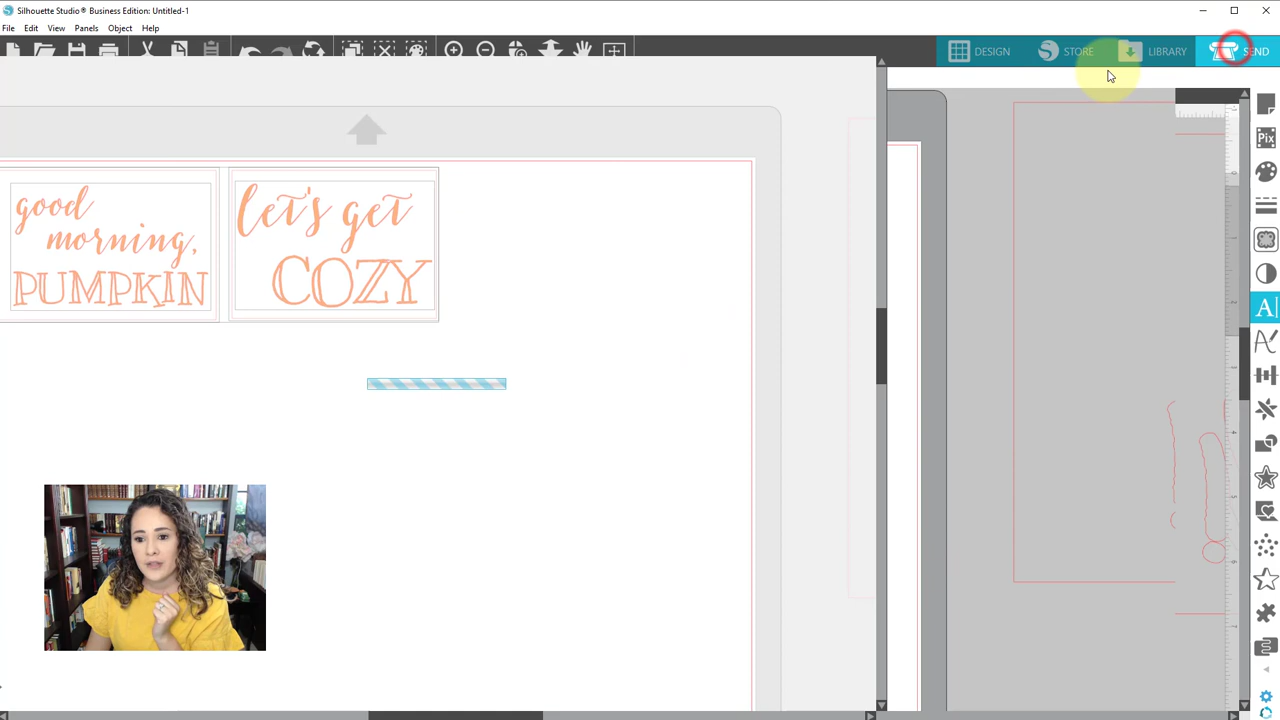 Silhouette Studio® Business Edition: Untitled-1
File Edit View Panels Object Help
DESIGN STORE LIBRARY SEND
Pix
A
good
morning,
PUMPKIN
let's get
COZY